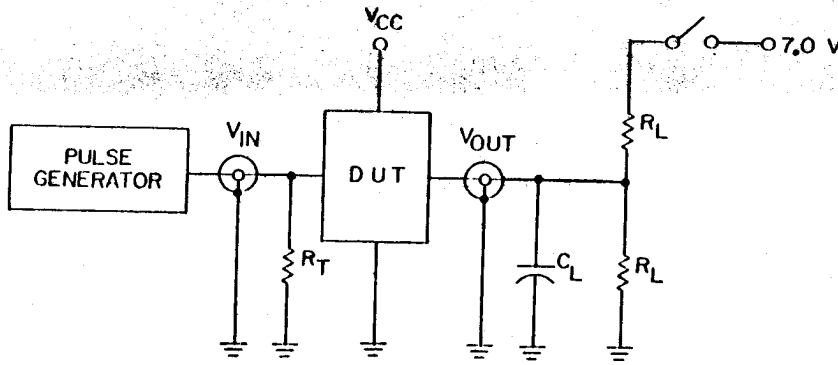 VCC
7.0 V
RL
VIN
VOUT
PULSE
GENERATOR
DUT
RT
CL
RL